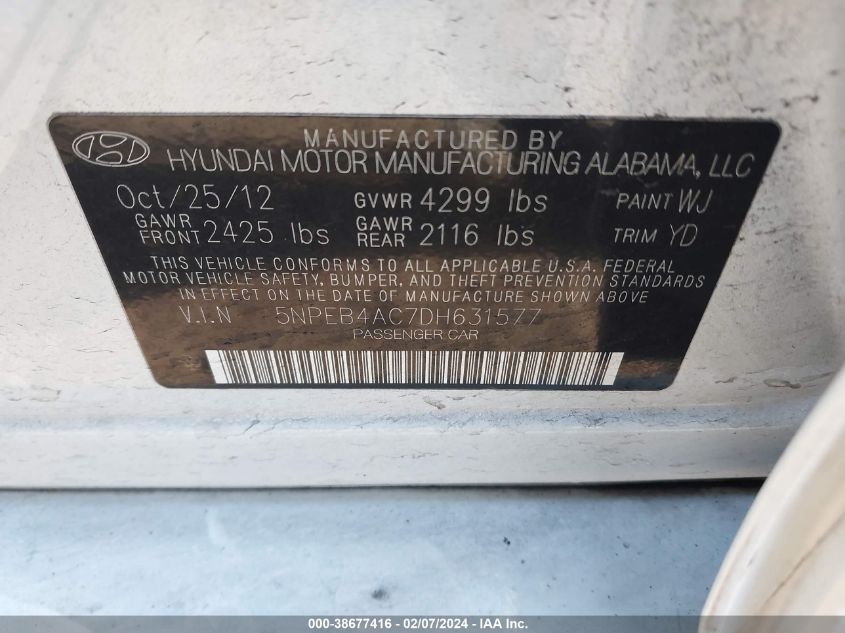 MANUFACTURED BY
HYUNDAI MOTOR MANUFACTURING ALABAMA, LLC
Oct/25/12 GVWR 4299 lbs PAINT WJ
GAWR FRONT 2425 lbs GAWR REAR 2116 lbs TRIM YD
THIS VEHICLE CONFORMS TO ALL APPLICABLE U.S.A. FEDERAL
MOTOR VEHICLE SAFETY, BUMPER, AND THEFT PREVENTION STANDARDS
IN EFFECT ON THE DATE OF MANUFACTURE SHOWN ABOVE
V.I.N 5NPEB4AC7DH631577
PASSENGER CAR
000-38677416 - 02/07/2024 - IAA Inc.